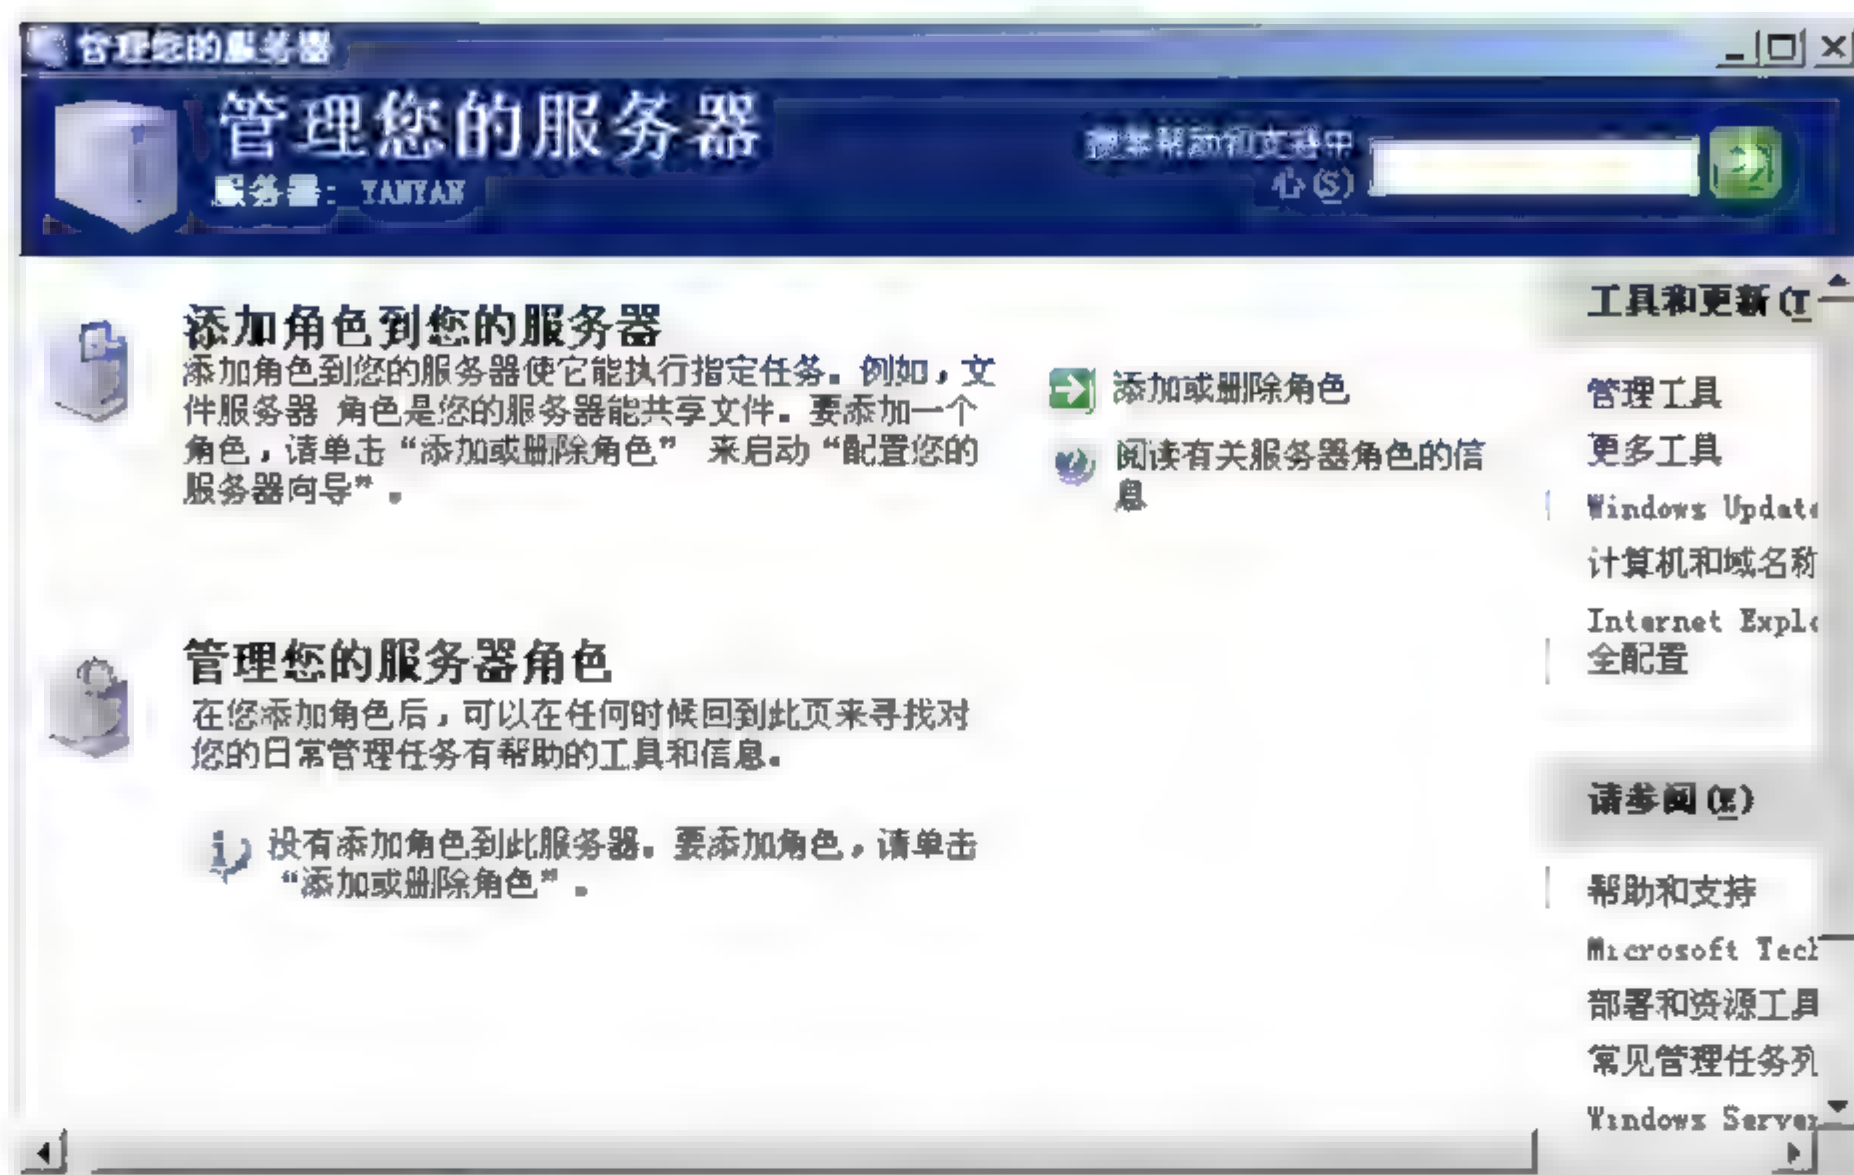 管理您的服务器
管理您的服务器
服务器: YANYAN
搜索帮助和支持中
心(S)
添加角色到您的服务器
添加角色到您的服务器使它能执行指定任务。例如，文
件服务器 角色是您的服务器能共享文件。要添加一个
角色，请单击“添加或删除角色” 来启动“配置您的
服务器向导”。
添加或删除角色
阅读有关服务器角色的信
息
管理您的服务器角色
在您添加角色后，可以在任何时候回到此页来寻找对
您的日常管理任务有帮助的工具和信息。
没有添加角色到此服务器。要添加角色，请单击
“添加或删除角色”。
工具和更新(T
管理工具
更多工具
Windows Update
计算机和域名称
Internet Explo
全配置
请参阅(E)
帮助和支持
Microsoft Tech
部署和资源工具
常见管理任务列
Windows Server